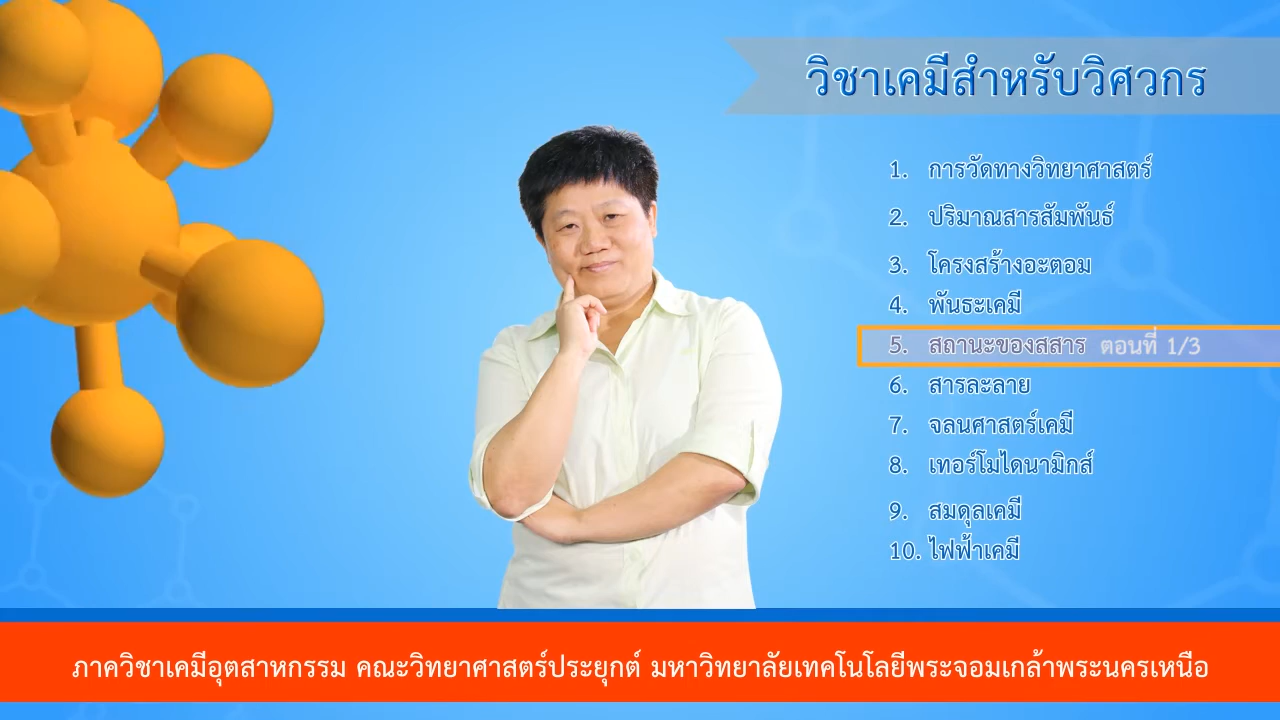 วิชาเคมีสำหรับวิศวกร
1. การวัดทางวิทยาศาสตร์
2. ปริมาณสารสัมพันธ์
3. โครงสร้างอะตอม
4. พันธะเคมี
5. สถานะของสสาร ตอนที่ 1/3
6. สารละลาย
7. จลนศาสตร์เคมี
8. เทอร์โมไดนามิกส์
9. สมดุลเคมี
10. ไฟฟ้าเคมี
ภาควิชาเคมีอุตสาหกรรม คณะวิทยาศาสตร์ประยุกต์ มหาวิทยาลัยเทคโนโลยีพระจอมเกล้าพระนครเหนือ